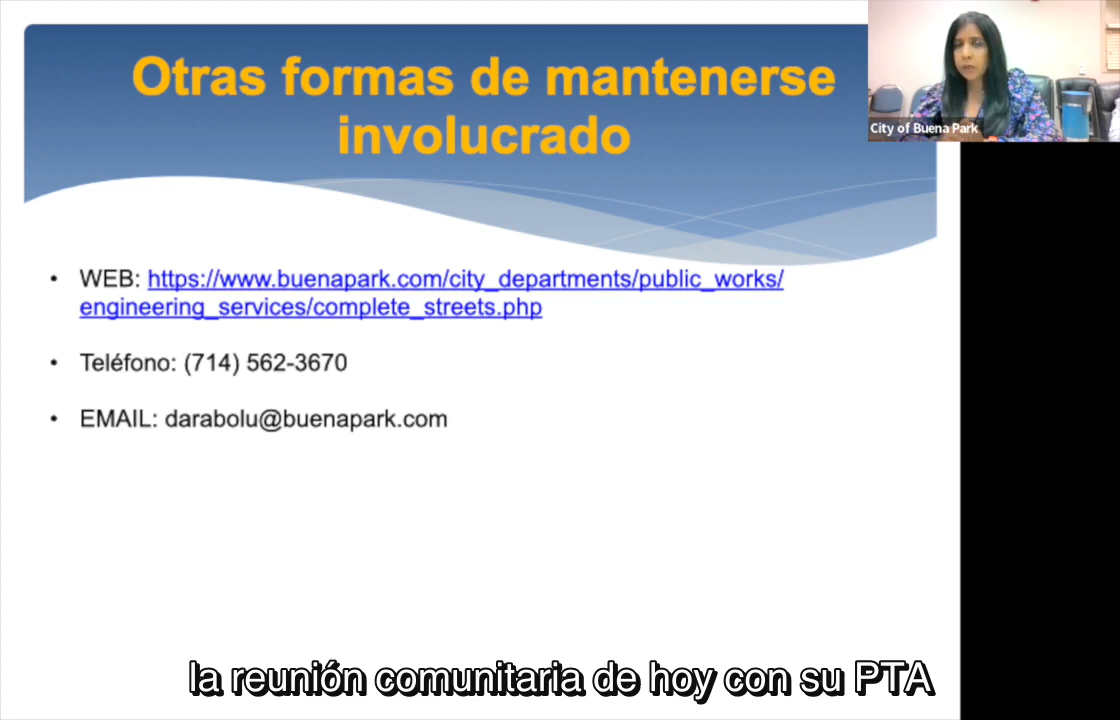 Otras formas de mantenerse
involucrado
City of Buena Park
• WEB: https://www.buenapark.com/city_departments/public_works/
engineering_services/complete_streets.php
• Teléfono: (714) 562-3670
• EMAIL: darabolu@buenapark.com
la reunión comunitaria de hoy con su PTA